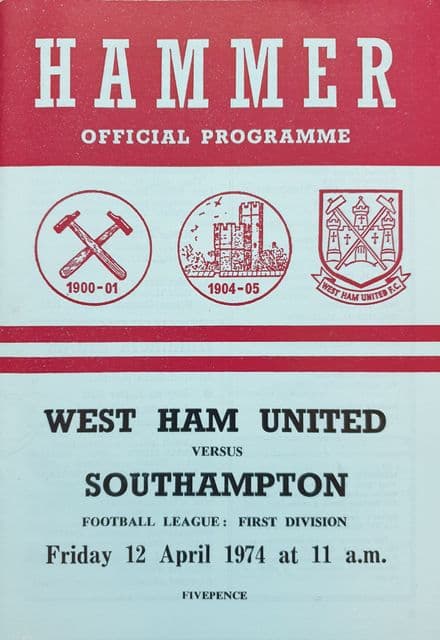 HAMMER
OFFICIAL PROGRAMME
1900-01
1904-05
WEST HAM UNITED F.C.
WEST HAM UNITED
VERSUS
SOUTHAMPTON
FOOTBALL LEAGUE: FIRST DIVISION
Friday 12 April 1974 at 11 a.m.
FIVEPENCE